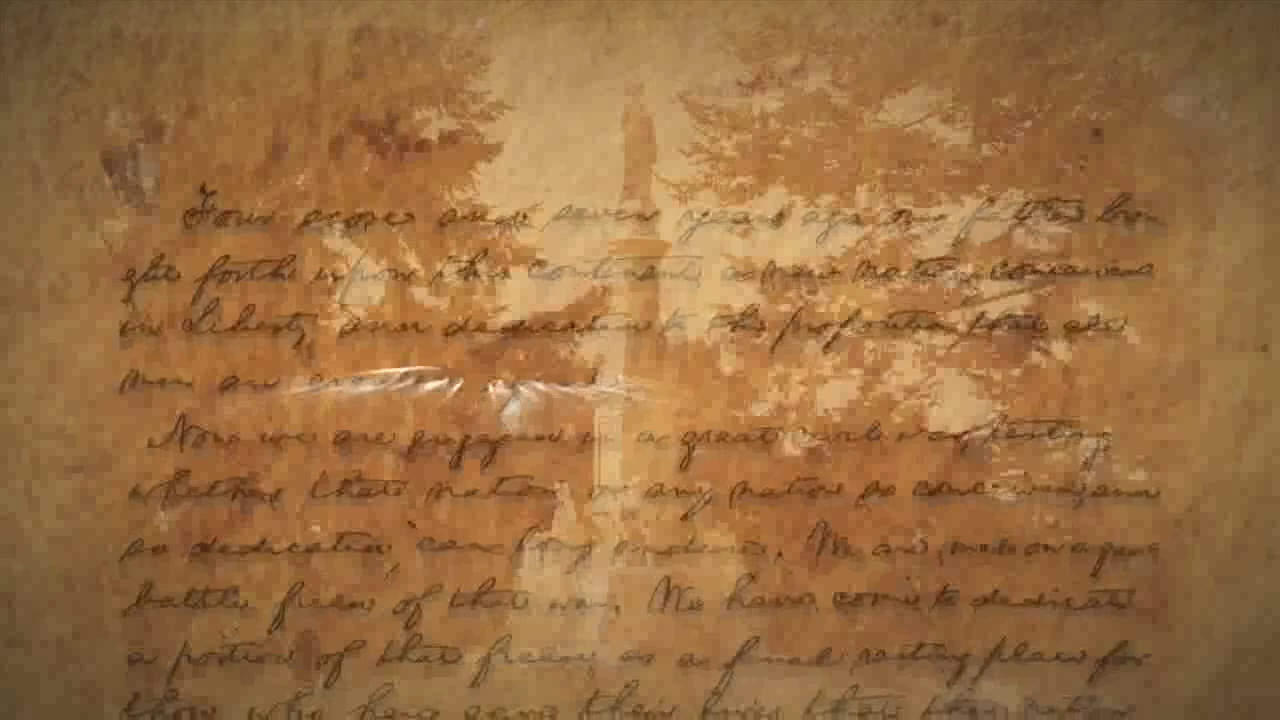 Four score and seven years ago our fathers brou
ght forth upon this continent a new nation conceived
in Liberty, and dedicated to the proposition that all
men are created
Now we are engaged in a great civil war, testing
whether that nation or any nation so conceived, and
so dedicated, can long endure. We are met on a great
battle field of that war. We have come to dedicate
a portion of that field as a final resting place for
those who here gave their lives that that nation